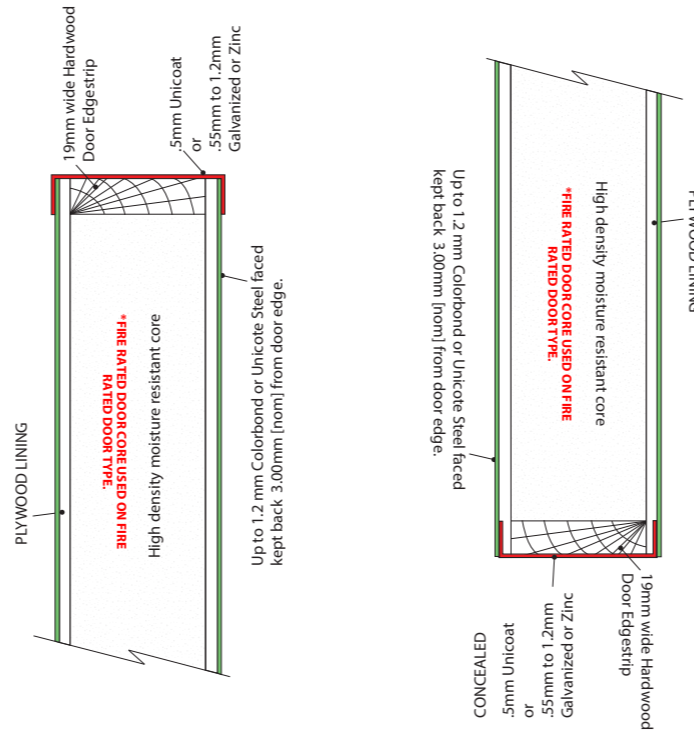 19mm wide Hardwood
Door Edgestrip
.5mm Unicoat
or
.55mm to 1.2mm
Galvanized or Zinc
Up to 1.2 mm Colorbond or Unicote Steel faced
kept back 3.00mm [nom] from door edge.
High density moisture resistant core
*FIRE RATED DOOR CORE USED ON FIRE
RATED DOOR TYPE.
PLYWOOD LINING
PLYWOOD LINING
High density moisture resistant core
*FIRE RATED DOOR CORE USED ON FIRE
RATED DOOR TYPE.
Up to 1.2 mm Colorbond or Unicote Steel faced
kept back 3.00mm [nom] from door edge.
19mm wide Hardwood
Door Edgestrip
CONCEALED
.5mm Unicoat
or
.55mm to 1.2mm
Galvanized or Zinc